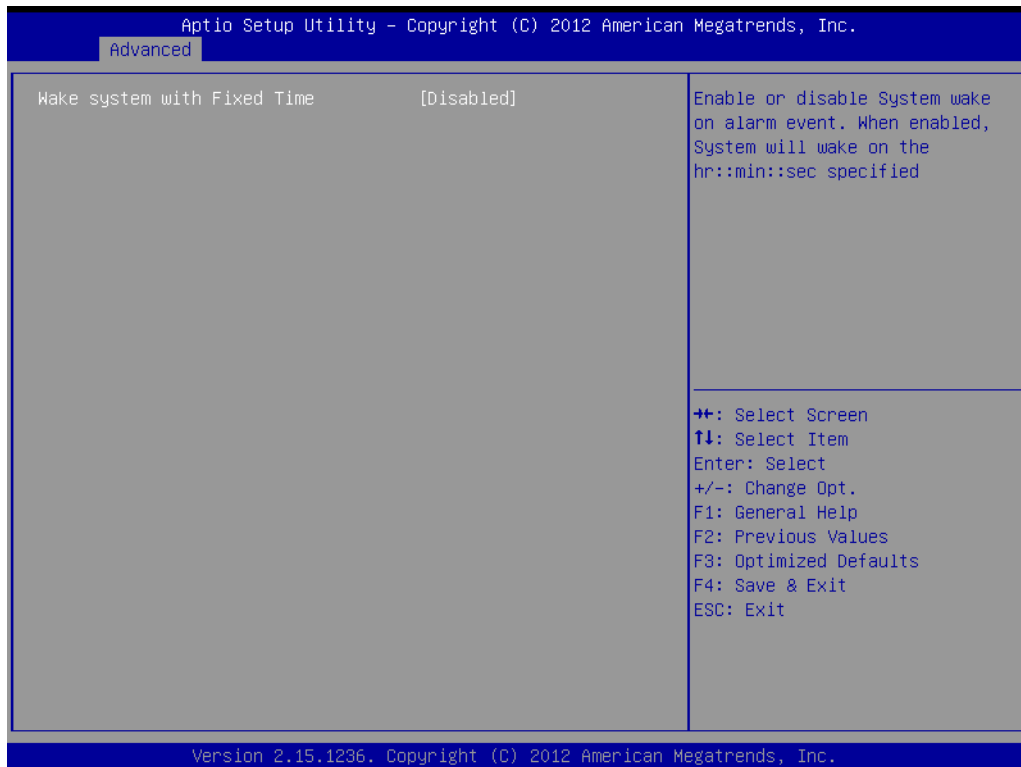 Aptio Setup Utility – Copyright (C) 2012 American Megatrends, Inc.
Advanced
Wake system with Fixed Time [Disabled]
Enable or disable System wake
on alarm event. When enabled,
System will wake on the
hr::min::sec specified
→←: Select Screen
↑↓: Select Item
Enter: Select
+/-: Change Opt.
F1: General Help
F2: Previous Values
F3: Optimized Defaults
F4: Save & Exit
ESC: Exit
Version 2.15.1236. Copyright (C) 2012 American Megatrends, Inc.